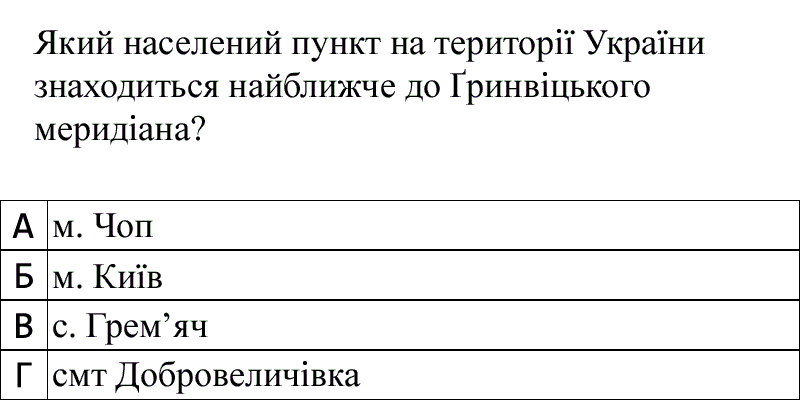 Який населений пункт на території України
знаходиться найближче до Ґринвіцького
меридіана?
А м. Чоп
Б м. Київ
В с. Грем’яч
Г смт Добровеличівка